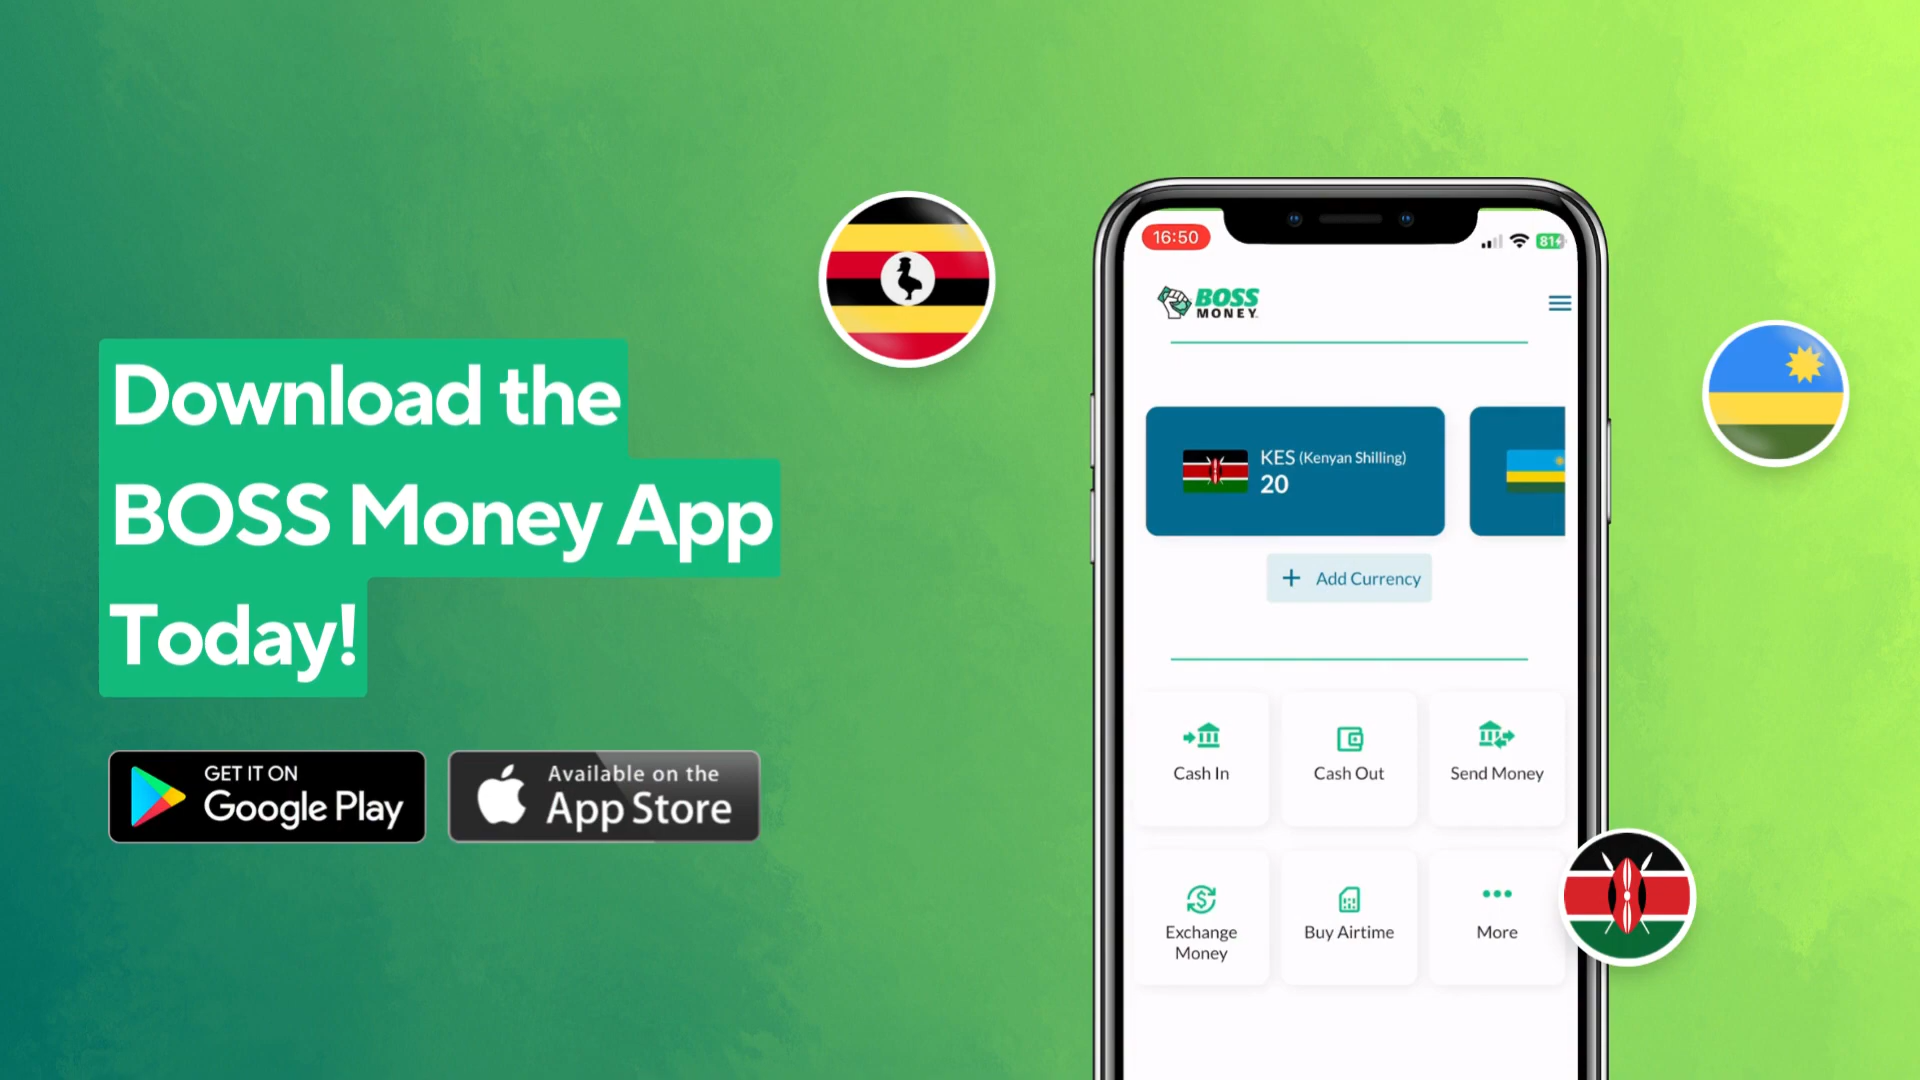 Download the
BOSS Money App
Today!
GET IT ON
Google Play
Available on the
App Store
16:50
81
BOSS
MONEY
KES (Kenyan Shilling)
20
+ Add Currency
Cash In
Cash Out
Send Money
Exchange
Money
Buy Airtime
More